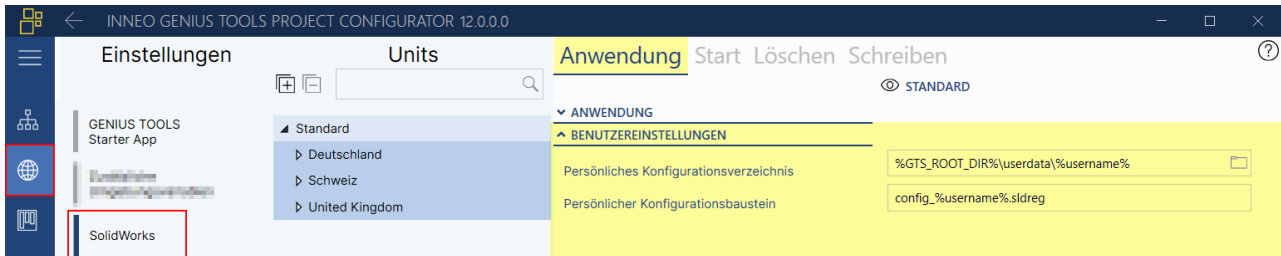 INNEO GENIUS TOOLS PROJECT CONFIGURATOR 12.0.0.0
Einstellungen
Units
Anwendung Start Löschen Schreiben
STANDARD
GENIUS TOOLS
Starter App
SolidWorks
Standard
Deutschland
Schweiz
United Kingdom
ANWENDUNG
BENUTZEREINSTELLUNGEN
Persönliches Konfigurationsverzeichnis
%GTS_ROOT_DIR%\userdata\%username%
Persönlicher Konfigurationsbaustein
config_%username%.sldreg